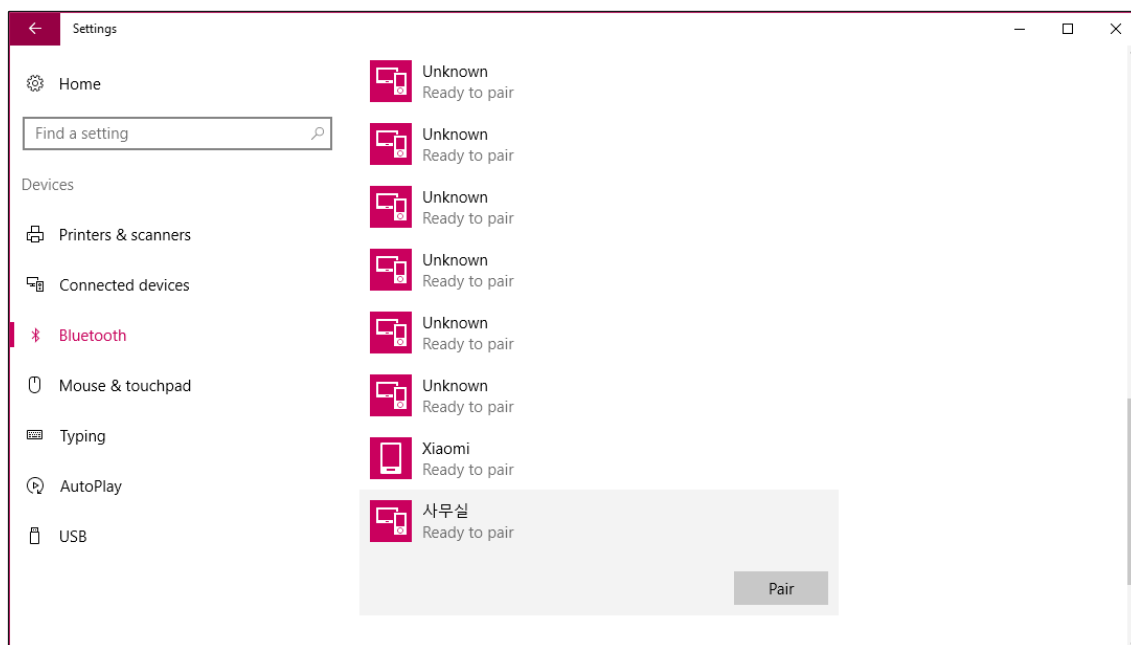 Settings
Home
Find a setting
Devices
Printers & scanners
Connected devices
Bluetooth
Mouse & touchpad
Typing
AutoPlay
USB
Unknown
Ready to pair
Unknown
Ready to pair
Unknown
Ready to pair
Unknown
Ready to pair
Unknown
Ready to pair
Unknown
Ready to pair
Xiaomi
Ready to pair
사무실
Ready to pair
Pair